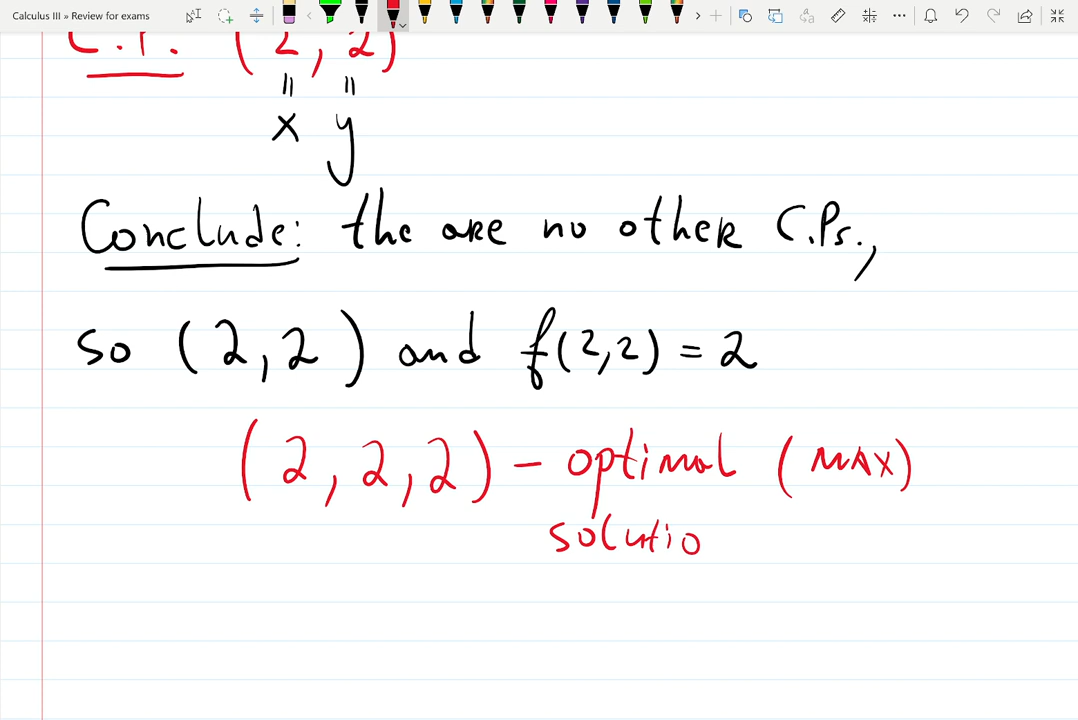 Calculus III » Review for exams
C.P. (2, 2)
|| ||
x y
Conclude: the are no other C.Ps.,
so (2, 2) and f(2,2) = 2
(2, 2, 2) - optimal (MAX)
solutio